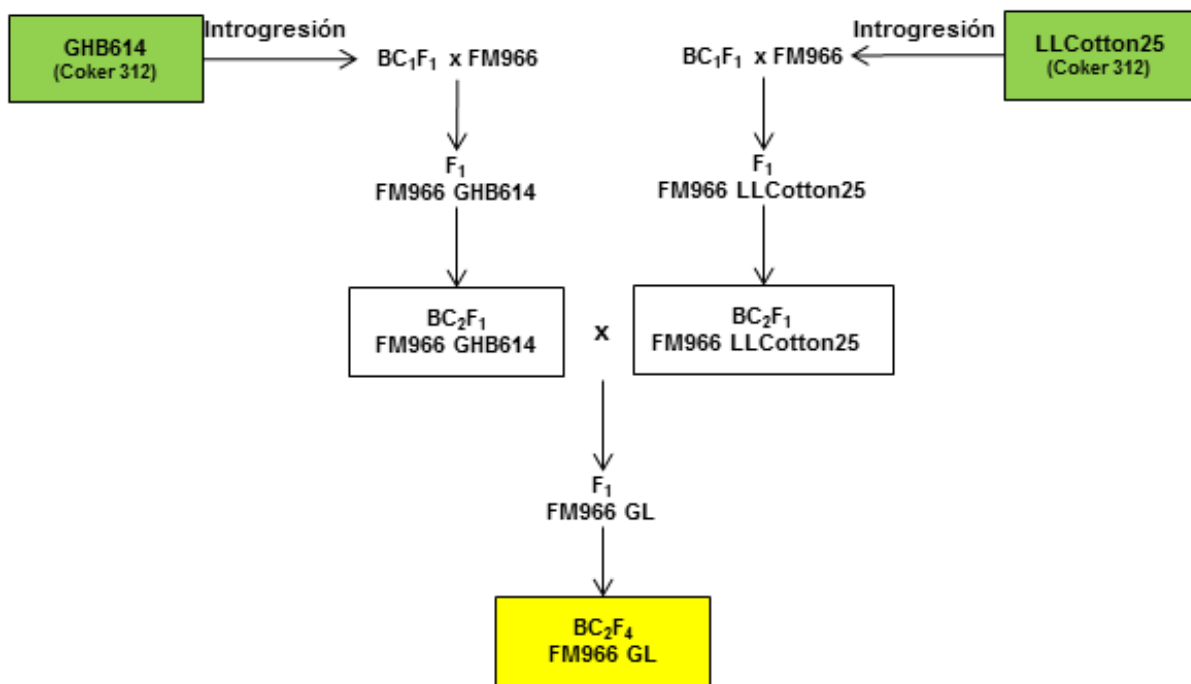 GHB614
(Coker 312)
Introgresión
BC₁F₁ x FM966
BC₁F₁ x FM966
Introgresión
LLCotton25
(Coker 312)
F₁
FM966 GHB614
F₁
FM966 LLCotton25
BC₂F₁
FM966 GHB614
x
BC₂F₁
FM966 LLCotton25
F₁
FM966 GL
BC₂F₄
FM966 GL